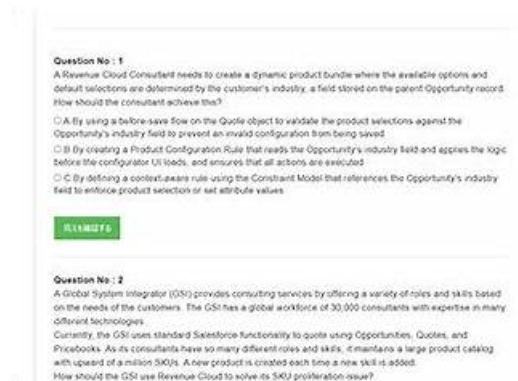 Question No : 1
A Revenue Cloud Consultant needs to create a dynamic product bundle where the available options and
default selections are determined by the customer's industry, a field stored on the parent Opportunity record.
How should the consultant achieve this?
A By using a before-save flow on the Quote object to validate the product selections against the
Opportunity's industry field to prevent an invalid configuration from being saved
B By creating a Product Configuration Rule that reads the Opportunity's industry field and applies the logic
before the configurator UI loads, and ensures that all actions are executed
C By defining a context-aware rule using the Constraint Model that references the Opportunity's industry
field to enforce product selection or set attribute values
Question No : 2
A Global System Integrator (GSI) provides consulting services by offering a variety of roles and skills based
on the needs of the customers. The GSI has a global workforce of 30,000 consultants with expertise in many
different technologies
Currently, the GSI uses standard Salesforce functionality to quote using Opportunities, Quotes, and
Pricebooks. As its consultants have so many different roles and skills, it maintains a large product catalog
with upward of a million SKUs. A new product is created each time a new skill is added.
How should the GSI use Revenue Cloud to solve its SKU proliferation issue?